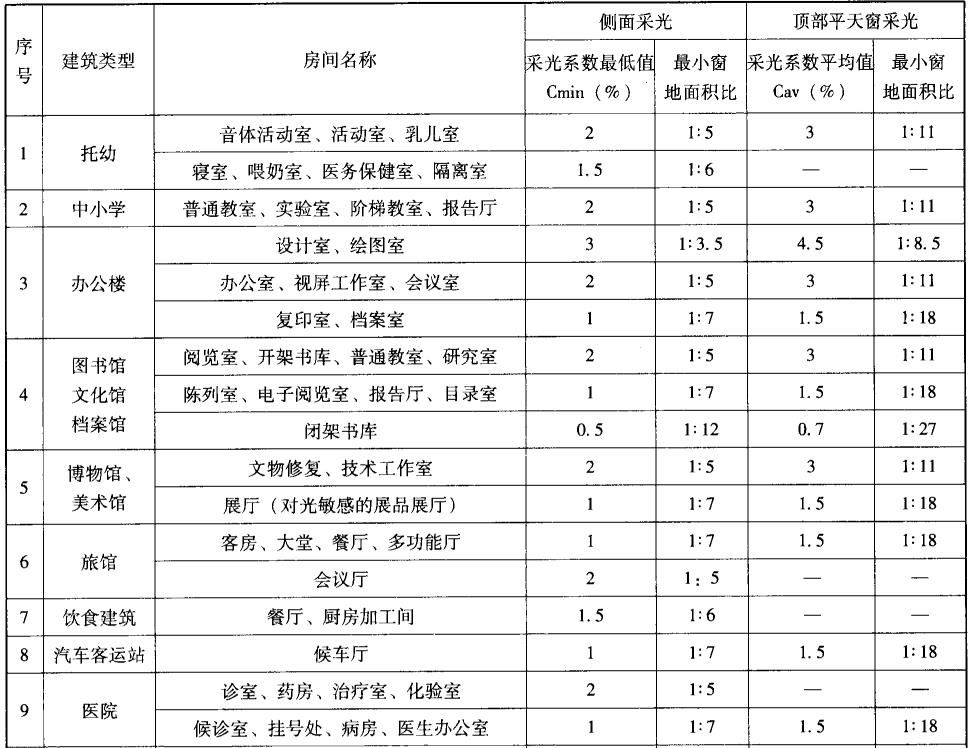 序号 建筑类型 房间名称 侧面采光 顶部平天窗采光
采光系数最低值 Cmin（%） 最小窗地面积比 采光系数平均值 Cav（%） 最小窗地面积比
1 托幼 音体活动室、活动室、乳儿室 2 1:5 3 1:11
寝室、喂奶室、医务保健室、隔离室 1.5 1:6 — —
2 中小学 普通教室、实验室、阶梯教室、报告厅 2 1:5 3 1:11
3 办公楼 设计室、绘图室 3 1:3.5 4.5 1:8.5
办公室、视屏工作室、会议室 2 1:5 3 1:11
复印室、档案室 1 1:7 1.5 1:18
4 图书馆 文化馆 档案馆 阅览室、开架书库、普通教室、研究室 2 1:5 3 1:11
陈列室、电子阅览室、报告厅、目录室 1 1:7 1.5 1:18
闭架书库 0.5 1:12 0.7 1:27
5 博物馆、美术馆 文物修复、技术工作室 2 1:5 3 1:11
展厅（对光敏感的展品展厅） 1 1:7 1.5 1:18
6 旅馆 客房、大堂、餐厅、多功能厅 1 1:7 1.5 1:18
会议厅 2 1:5 — —
7 饮食建筑 餐厅、厨房加工间 1.5 1:6 — —
8 汽车客运站 候车厅 1 1:7 1.5 1:18
9 医院 诊室、药房、治疗室、化验室 2 1:5 — —
候诊室、挂号处、病房、医生办公室 1 1:7 1.5 1:18